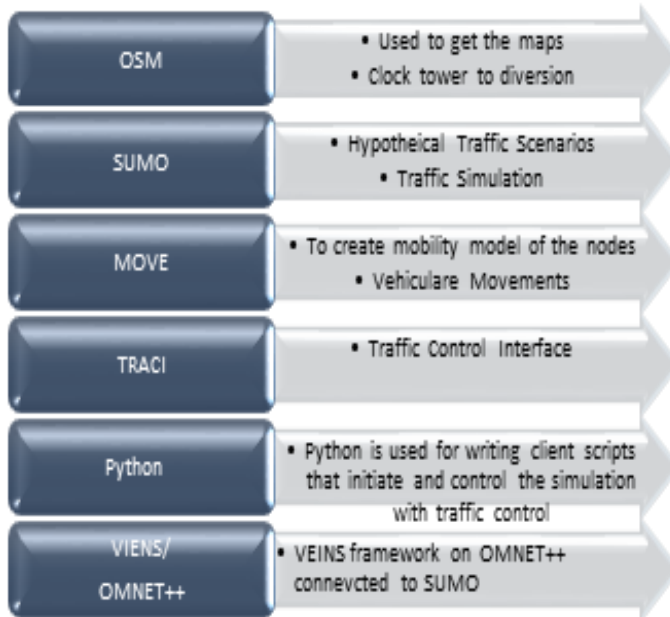 OSM
• Used to get the maps
• Clock tower to diversion
SUMO
• Hypotheical Traffic Scenarios
• Traffic Simulation
MOVE
• To create mobility model of the nodes
• Vehiculare Movements
TRACI
• Traffic Control Interface
Python
• Python is used for writing client scripts
that initiate and control the simulation
with traffic control
VIENS/
OMNET++
• VEINS framework on OMNET++
connevcted to SUMO